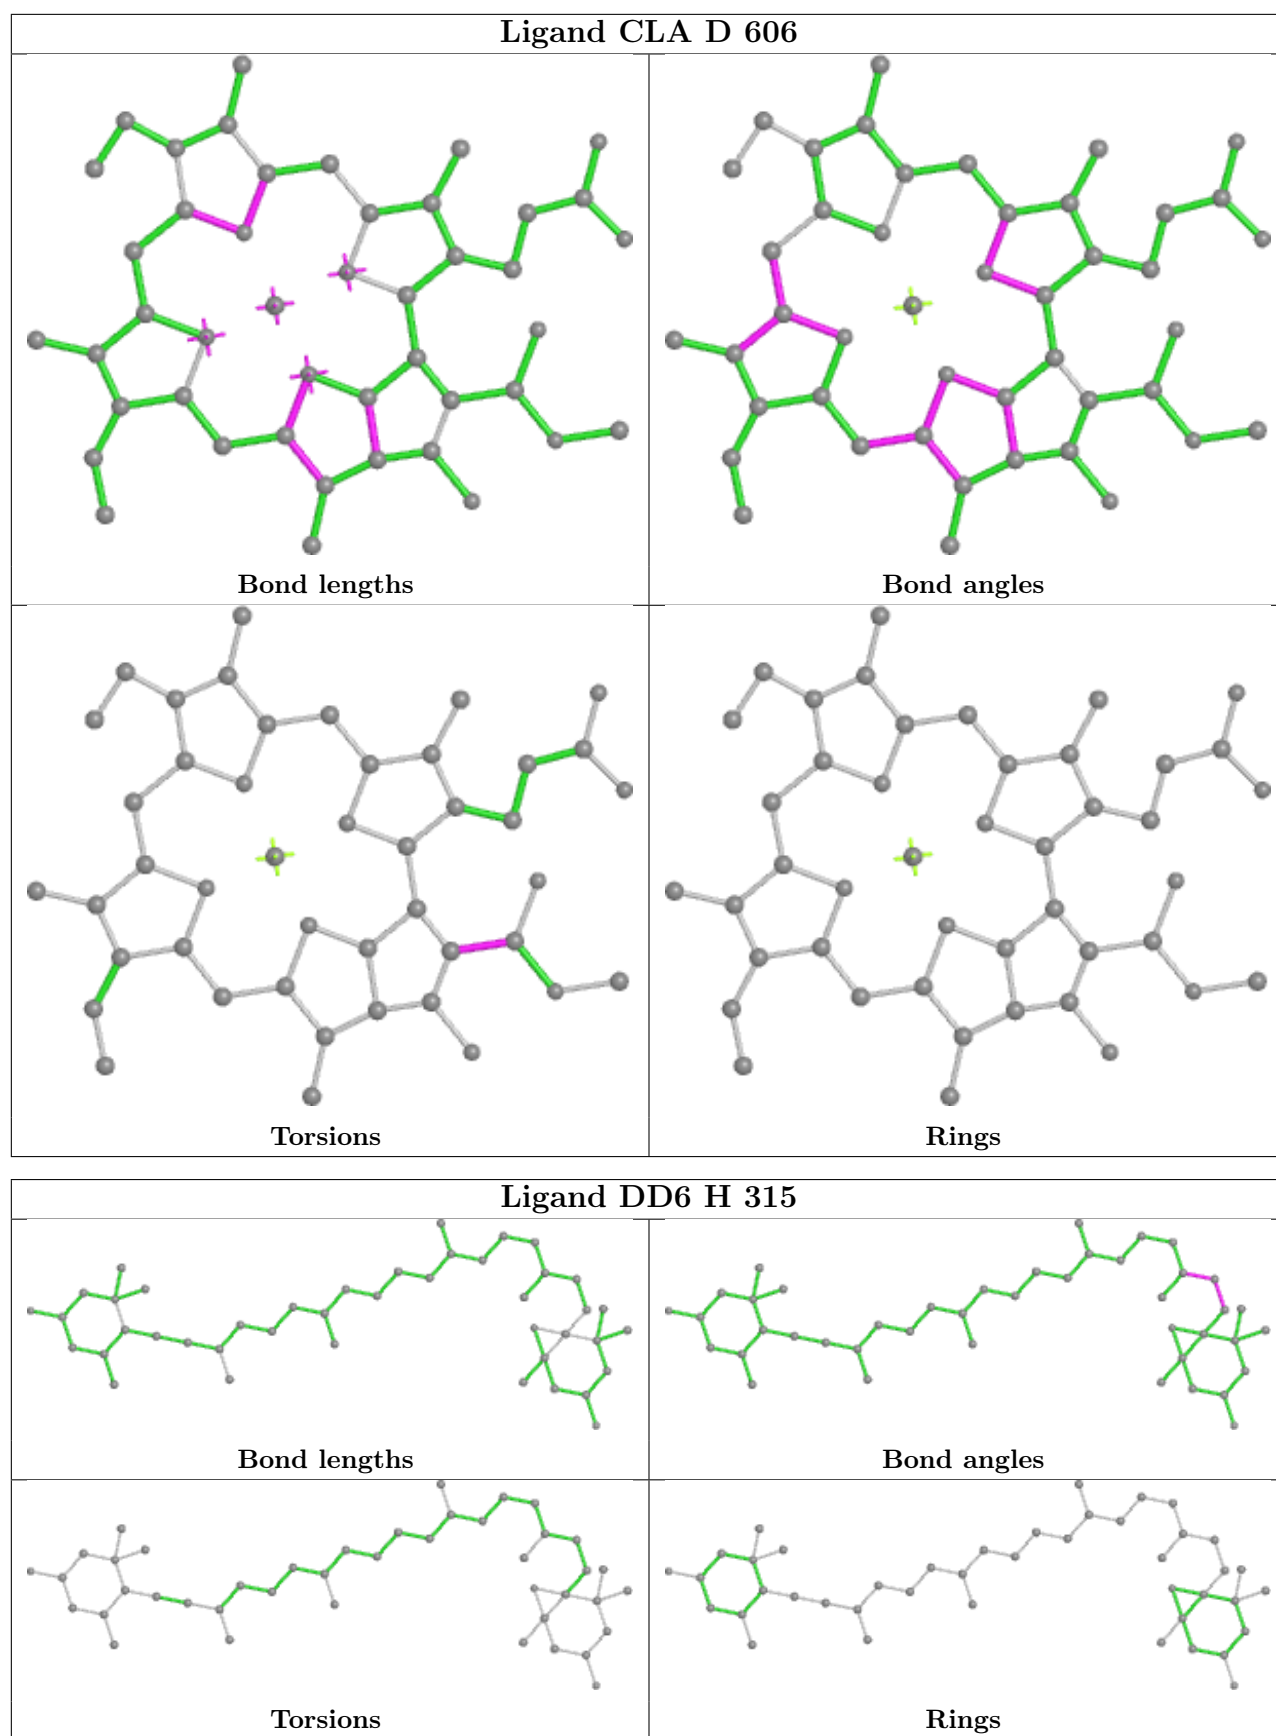 Ligand CLA D 606
Bond lengths
Bond angles
Torsions
Rings
Ligand DD6 H 315
Bond lengths
Bond angles
Torsions
Rings